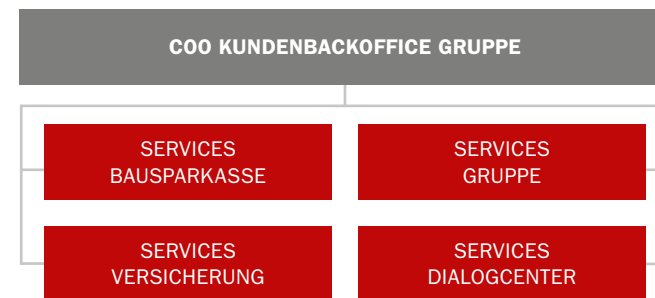 COO KUNDENBACKOFFICE GRUPPE
SERVICES
BAUSPARKASSE
SERVICES
GRUPPE
SERVICES
VERSICHERUNG
SERVICES
DIALOGCENTER